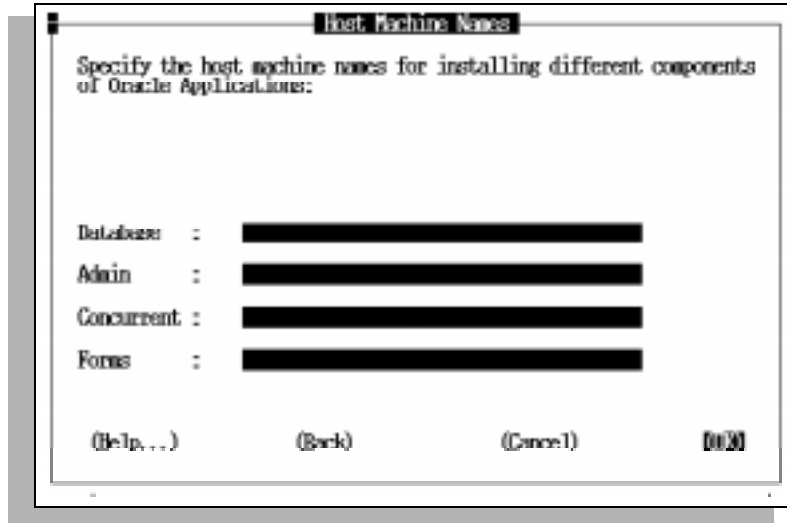 Host Machine Names
Specify the host machine names for installing different components
of Oracle Applications:
Database :
Admin :
Concurrent :
Forms :
(Help...) (Back) (Cancel) (OK)